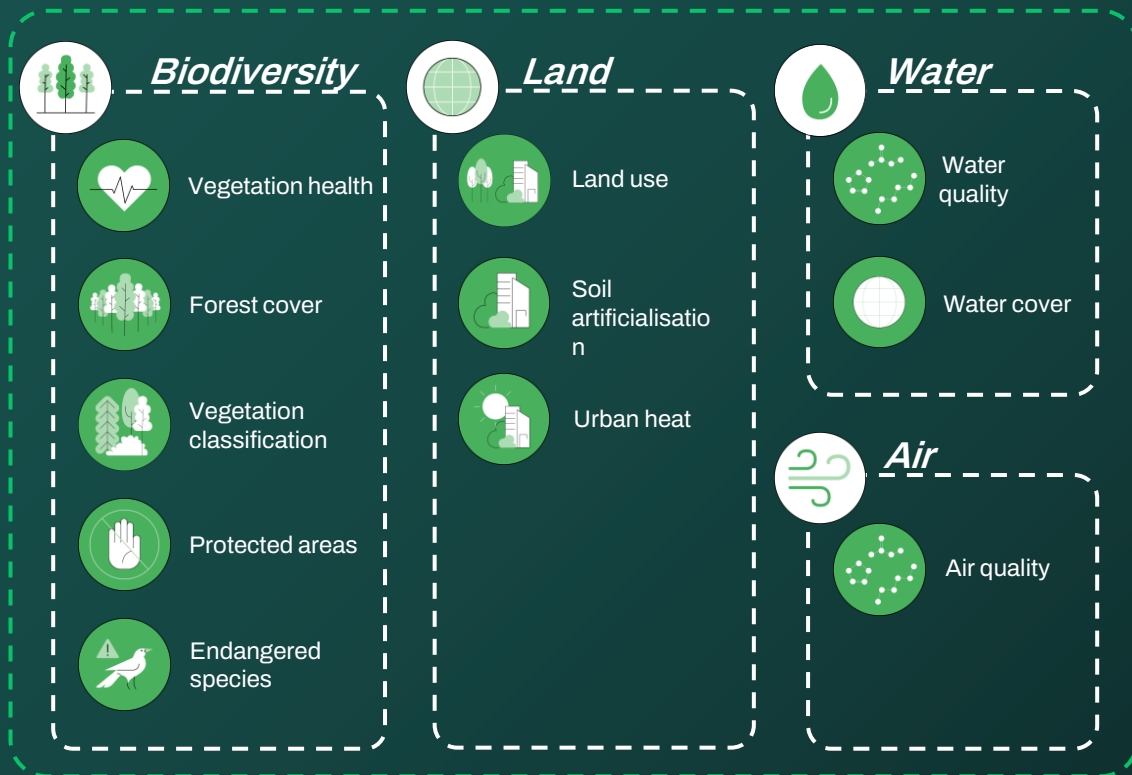 Biodiversity
Vegetation health
Forest cover
Vegetation
classification
Protected areas
Endangered
species
Land
Land use
Soil
artificialisatio
n
Urban heat
Water
Water
quality
Water cover
Air
Air quality